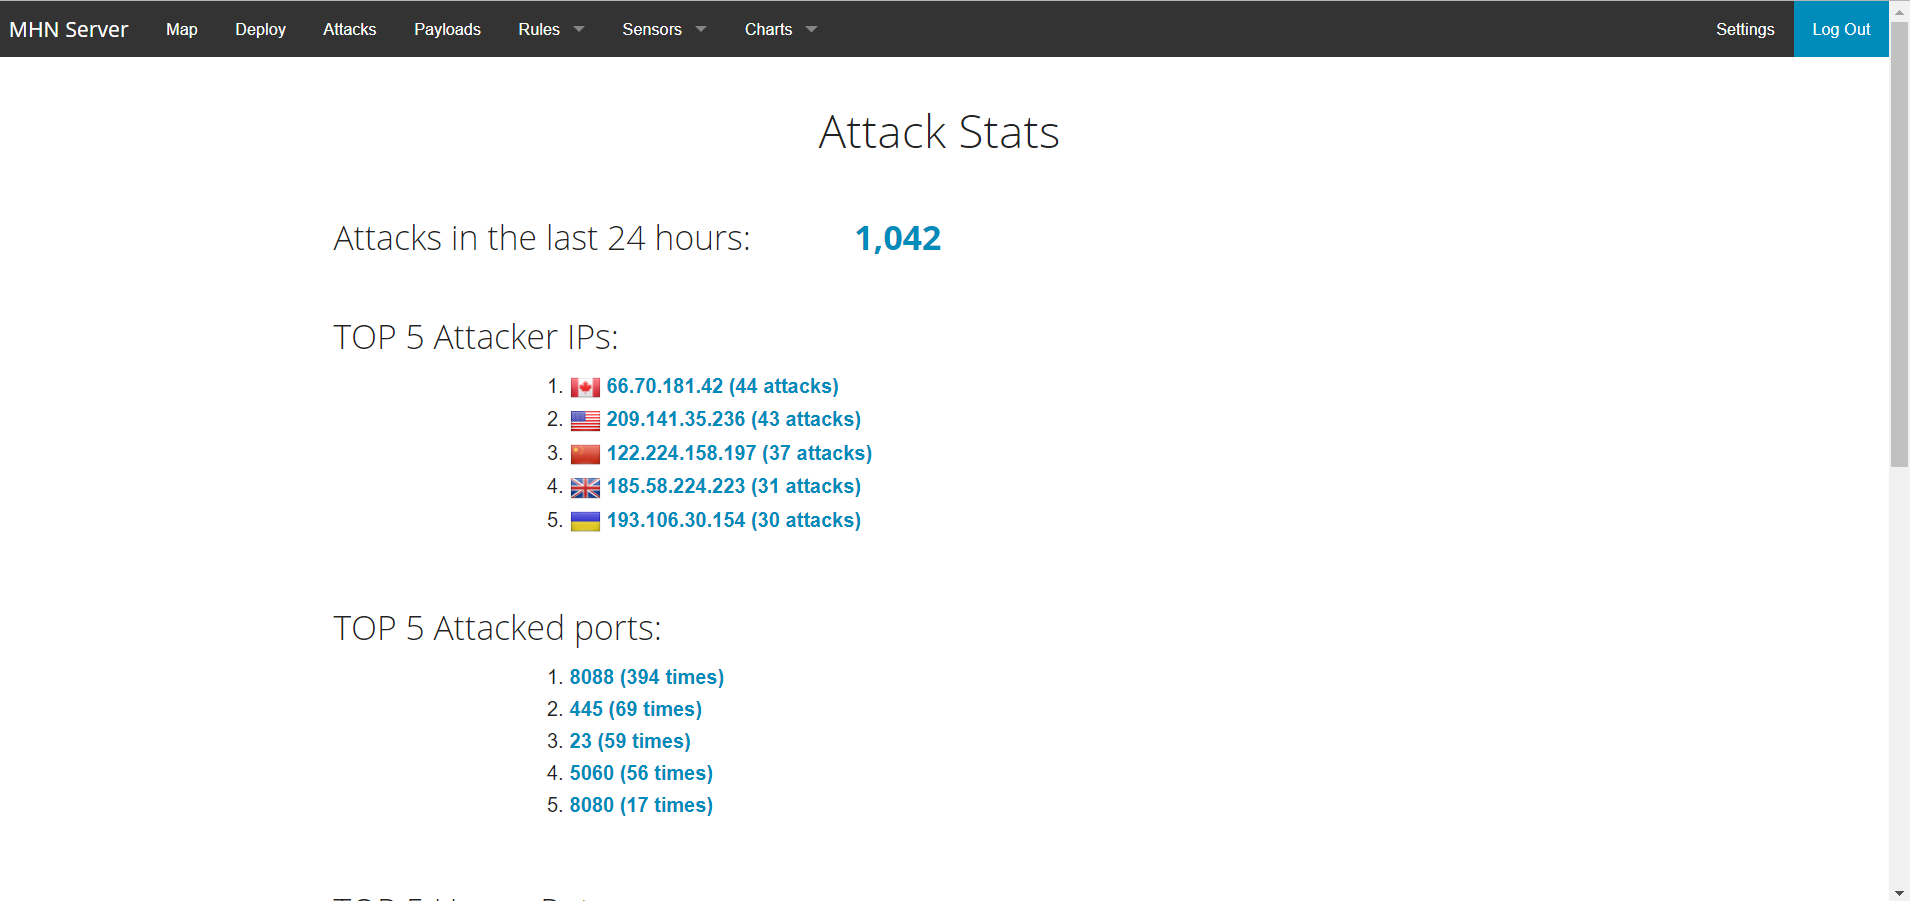 MHN Server Map Deploy Attacks Payloads Rules Sensors Charts Settings Log Out
Attack Stats
Attacks in the last 24 hours: 1,042
TOP 5 Attacker IPs:
1. 66.70.181.42 (44 attacks)
2. 209.141.35.236 (43 attacks)
3. 122.224.158.197 (37 attacks)
4. 185.58.224.223 (31 attacks)
5. 193.106.30.154 (30 attacks)
TOP 5 Attacked ports:
1. 8088 (394 times)
2. 445 (69 times)
3. 23 (59 times)
4. 5060 (56 times)
5. 8080 (17 times)
TOP 5